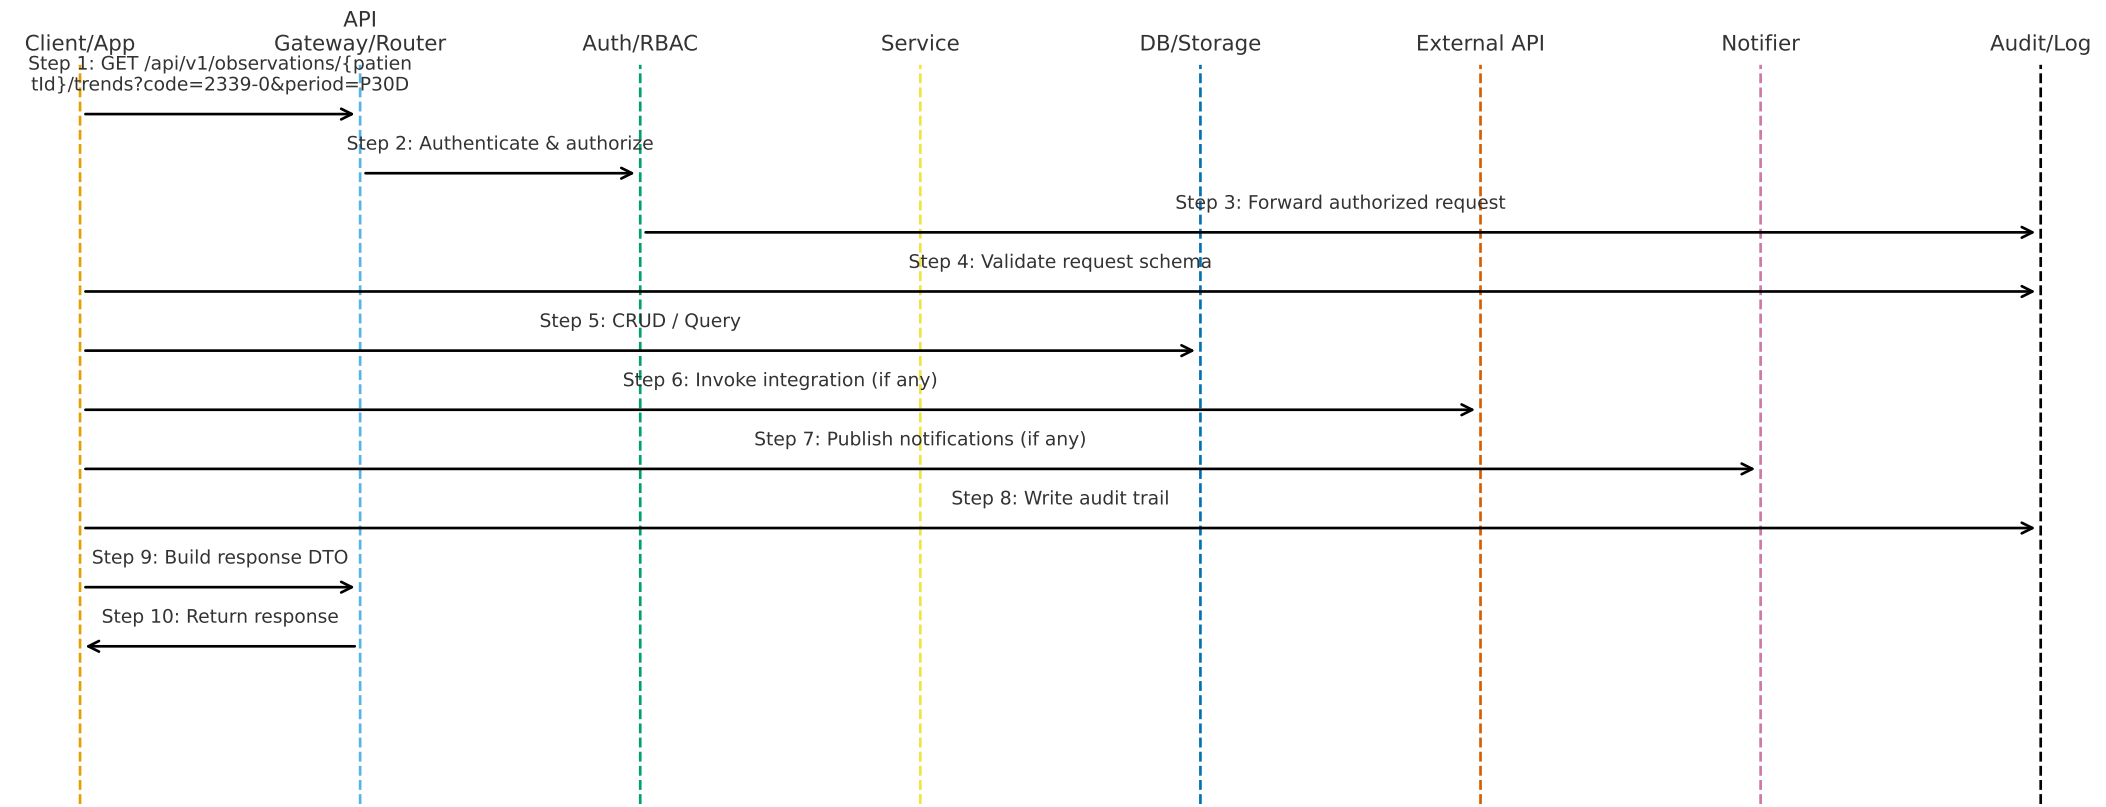 API
Client/App Gateway/Router Auth/RBAC Service DB/Storage External API Notifier Audit/Log
Step 1: GET /api/v1/observations/{patien
tId}/trends?code=2339-0&period=P30D
Step 2: Authenticate & authorize
Step 3: Forward authorized request
Step 4: Validate request schema
Step 5: CRUD / Query
Step 6: Invoke integration (if any)
Step 7: Publish notifications (if any)
Step 8: Write audit trail
Step 9: Build response DTO
Step 10: Return response